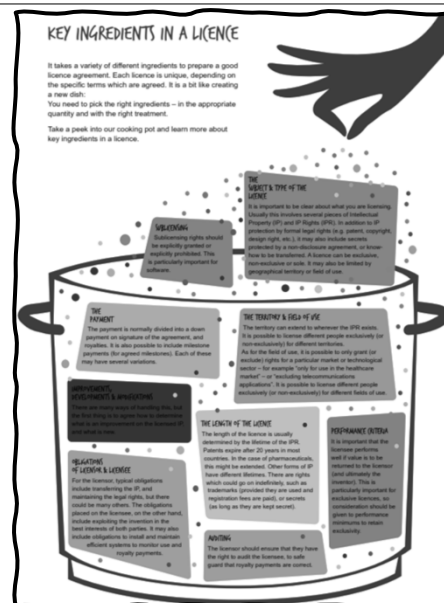 KEY INGREDIENTS IN A LICENCE
It takes a variety of different ingredients to prepare a good
licence agreement. Each licence is unique, depending on
the specific terms which are agreed. It is a bit like creating
a new dish:
You need to pick the right ingredients – in the appropriate
quantity and with the right treatment.
Take a peek into our cooking pot and learn more about
key ingredients in a licence.
THE
SUBJECT & TYPE OF THE
LICENCE
It is important to be clear about what you are licensing.
Usually this involves several pieces of Intellectual
Property (IP) and IP Rights (IPR). In addition to IP
protection by formal legal rights (e.g. patent, copyright,
design right, etc.), it may also include secrets
protected by a non-disclosure agreement, or know-
how to be transferred. A licence can be exclusive,
non-exclusive or sole. It may also be limited by
geographical territory or field of use.
SUBLICENSING
Sublicensing rights should
be explicitly granted or
explicitly prohibited. This
is particularly important for
software.
THE
PAYMENT
The payment is normally divided into a down
payment on signature of the agreement, and
royalties. It is also possible to include milestone
payments (for agreed milestones). Each of these
may have several variations.
THE TERRITORY & FIELD OF USE
The territory can extend to wherever the IPR exists.
It is possible to license different people exclusively (or
non-exclusively) for different territories.
As for the field of use, it is possible to only grant (or
exclude) rights for a particular market or technological
sector – for example "only for use in the healthcare
market" – or "excluding telecommunications
applications". It is possible to license different people
exclusively (or non-exclusively) for different fields of use.
IMPROVEMENTS,
DEVELOPMENTS & MODIFICATIONS
There are many ways of handling this, but
the first thing is to agree how to determine
what is an improvement on the licensed IP
and what is new.
THE LENGTH OF THE LICENCE
The length of the licence is usually
determined by the lifetime of the IPR.
Patents expire after 20 years in most
countries. In the case of pharmaceuticals,
this might be extended. Other forms of IP
have different lifetimes. There are rights
which could go on indefinitely, such as
trademarks (provided they are used and
registration fees are paid), or secrets
(as long as they are kept secret).
PERFORMANCE CRITERIA
It is important that the
licensee performs
well if value is to be
returned to the licensor
(and ultimately the
inventor). This is
particularly important for
exclusive licences, so
consideration should be
given to performance
minimums to retain
exclusivity.
OBLIGATIONS
OF LICENSOR & LICENSEE
For the licensor, typical obligations
include transferring the IP, and
maintaining the legal rights, but there
could be many others. The obligations
placed on the licensee, on the other hand,
include exploiting the invention in the
best interests of both parties. It may also
include obligations to install and maintain
efficient systems to monitor use and
royalty payments.
AUDITING
The licensor should ensure that they have
the right to audit the licensee, to safe
guard that royalty payments are correct.